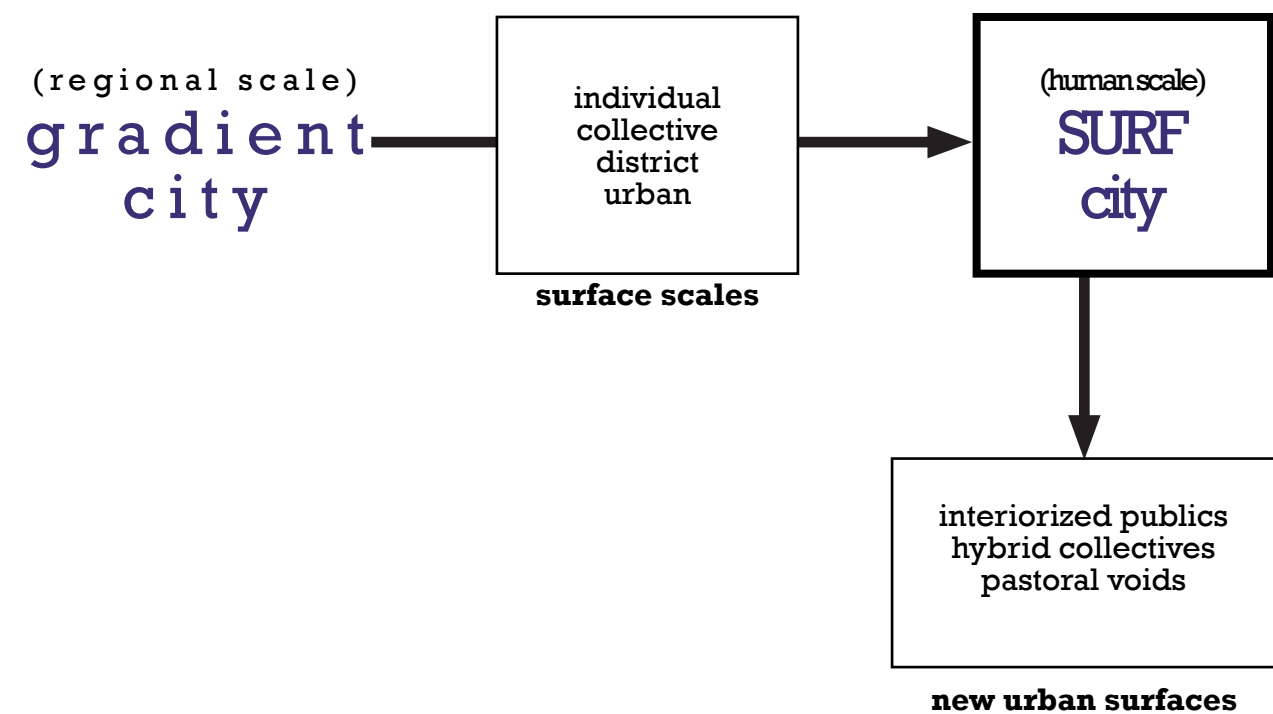 (regional scale)
gradient
city
individual
collective
district
urban
surface scales
(human scale)
SURF
city
interiorized publics
hybrid collectives
pastoral voids
new urban surfaces